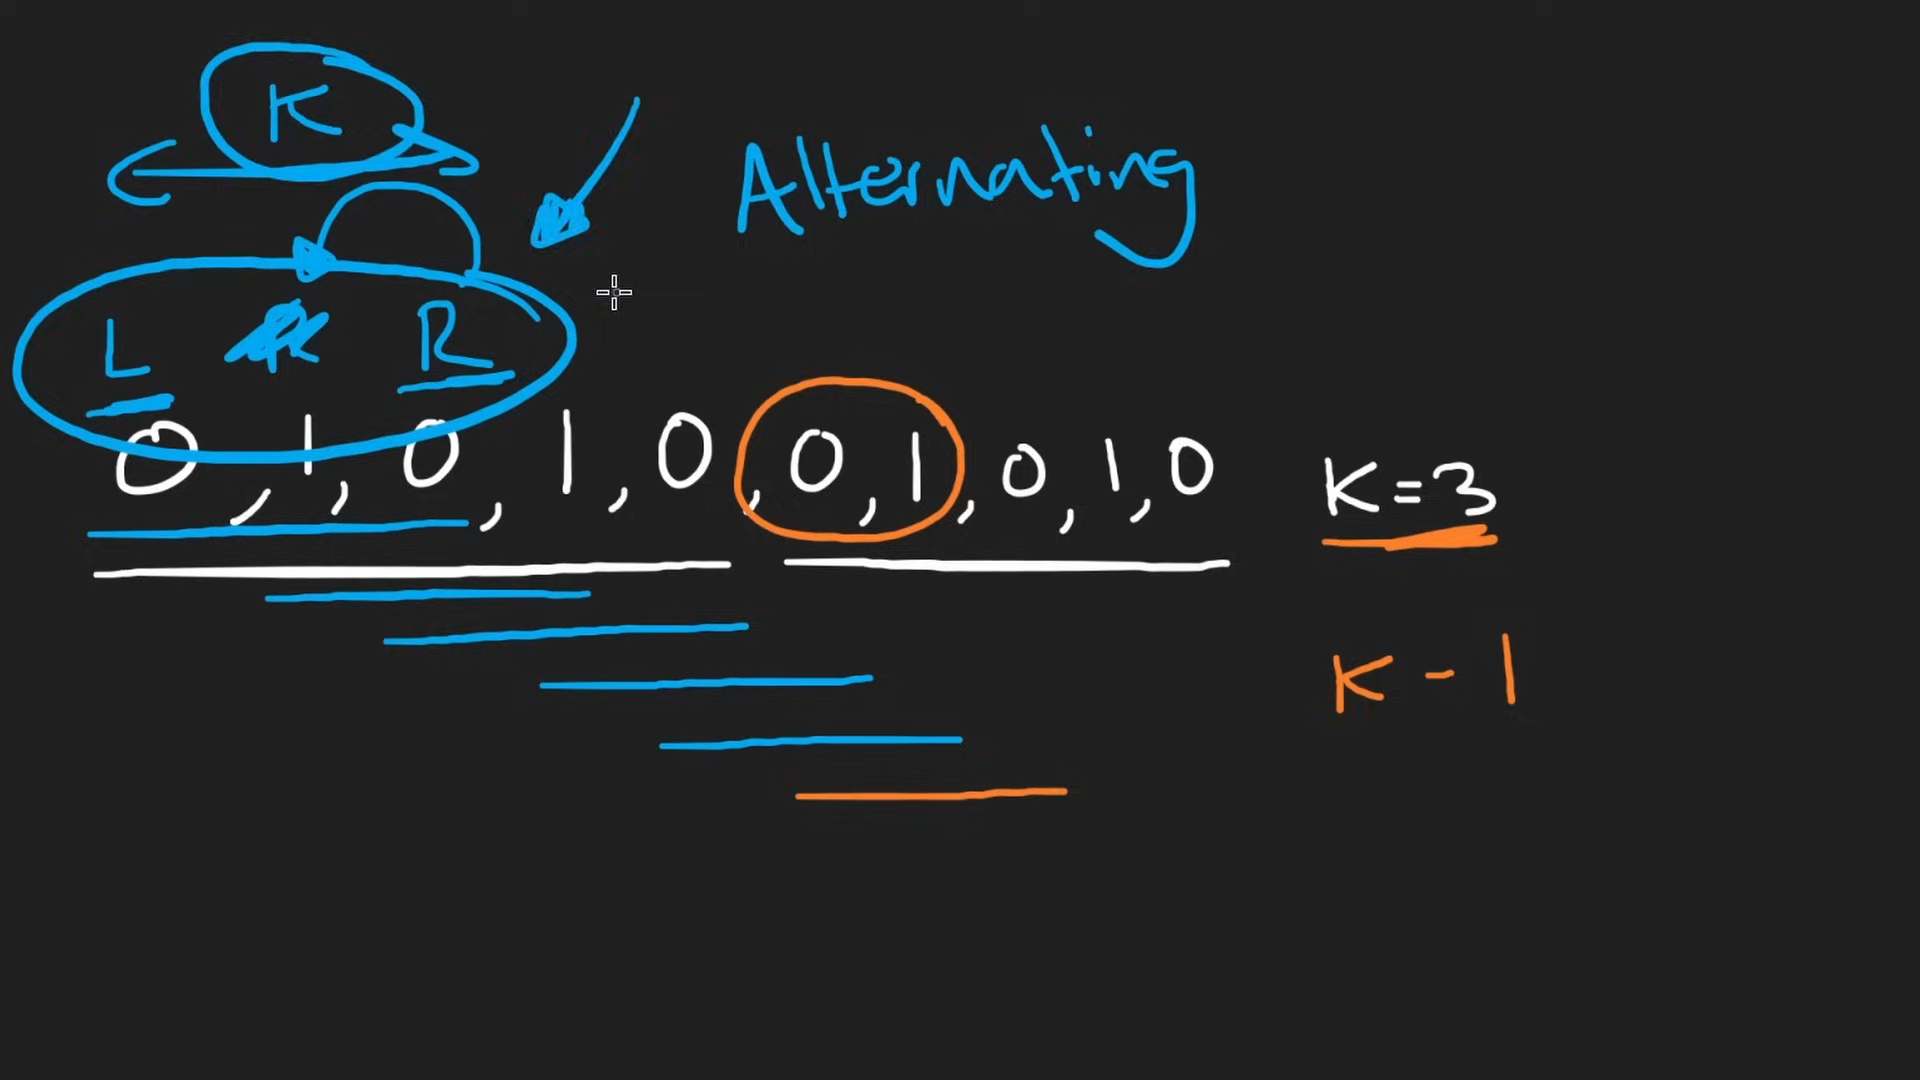 K
Alternating
L R
0, 1, 0, 1, 0, 0, 1, 0, 1, 0 K=3
K - 1